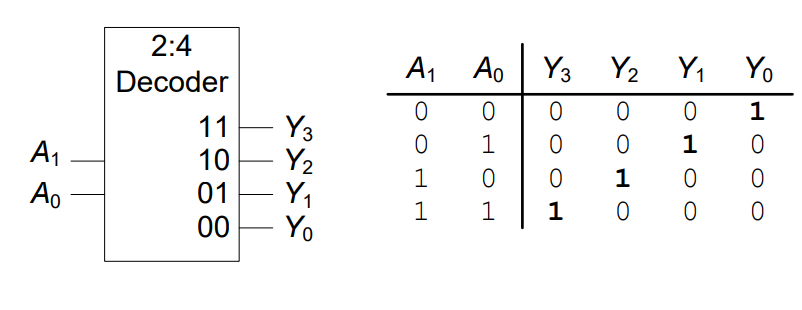 2:4
Decoder
11 Y3
A1 10 Y2
A0 01 Y1
00 Y0
A1 A0 Y3 Y2 Y1 Y0
0 0 0 0 0 1
0 1 0 0 1 0
1 0 0 1 0 0
1 1 1 0 0 0